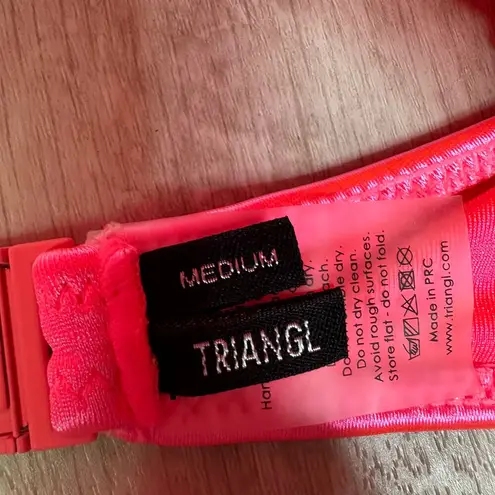 MEDIUM
TRIANGL
dry.
Do not dry clean.
Avoid rough surfaces.
Store flat - do not fold.
Made in PRC
www.triangl.com